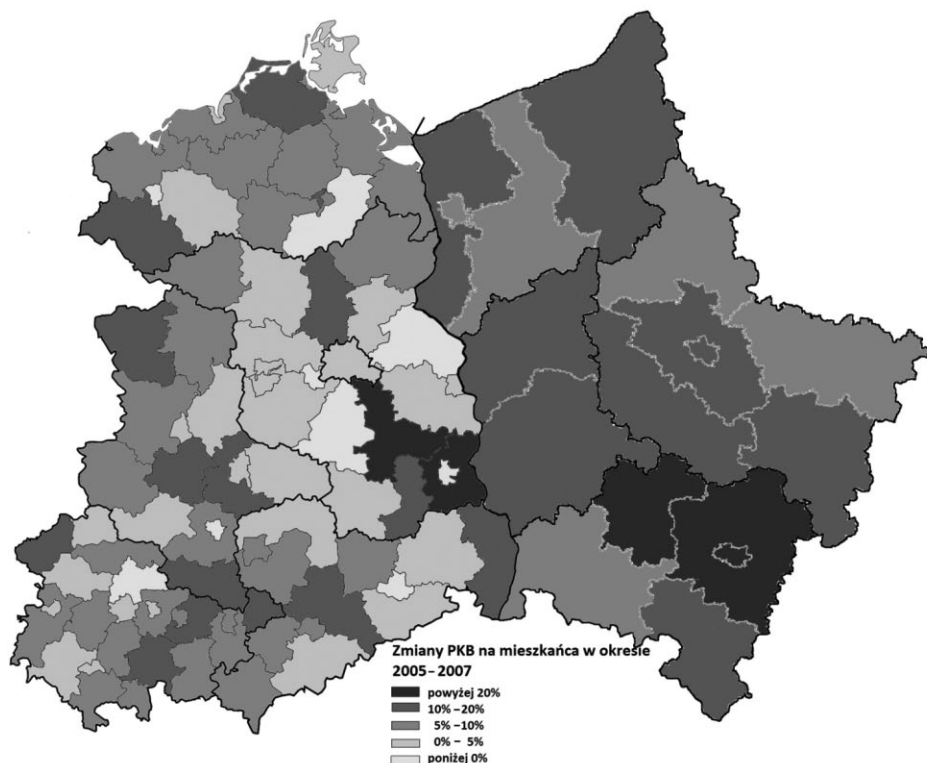 Zmiany PKB na mieszkańca w okresie
2005–2007
powyżej 20%
10% –20%
5% –10%
0% – 5%
poniżej 0%